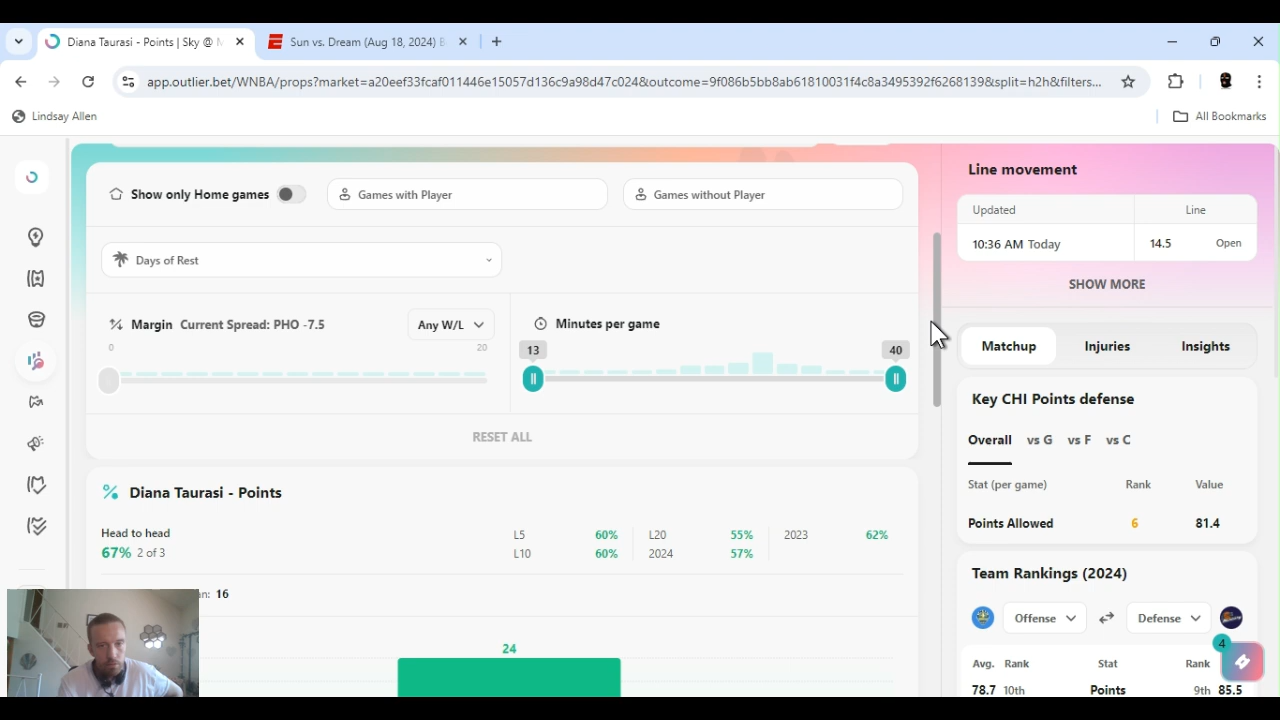 Diana Taurasi - Points | Sky @
Sun vs. Dream (Aug 18, 2024)
app.outlier.bet/WNBA/props?market=a20eef33fcaf011446e15057d136c9a98d47c024&outcome=9f086b5bb8ab61810031f4c8a3495392f6268139&split=h2h&filters...
Lindsay Allen
All Bookmarks
Show only Home games
Games with Player
Games without Player
Days of Rest
Margin Current Spread: PHO -7.5
Any W/L
0 20
Minutes per game
13 40
RESET ALL
Diana Taurasi - Points
Head to head
67% 2 of 3
L5 60% L20 55% 2023 62%
L10 60% 2024 57%
16
24
Line movement
Updated Line
10:36 AM Today 14.5 Open
SHOW MORE
Matchup Injuries Insights
Key CHI Points defense
Overall vs G vs F vs C
Stat (per game) Rank Value
Points Allowed 6 81.4
Team Rankings (2024)
Offense Defense
4
Avg. Rank Stat Rank
78.7 10th Points 9th 85.5